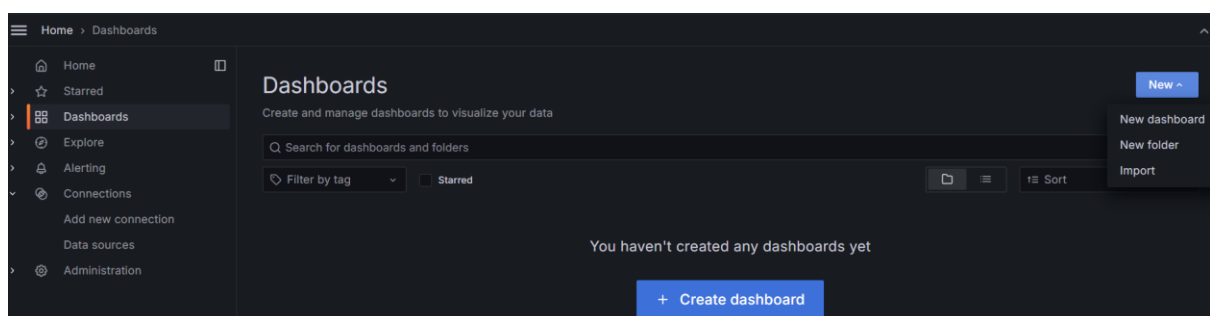 Home › Dashboards
Home
Starred
Dashboards
Explore
Alerting
Connections
Add new connection
Data sources
Administration
Dashboards
Create and manage dashboards to visualize your data
New
New dashboard
New folder
Import
Search for dashboards and folders
Filter by tag
Starred
Sort
You haven't created any dashboards yet
+ Create dashboard